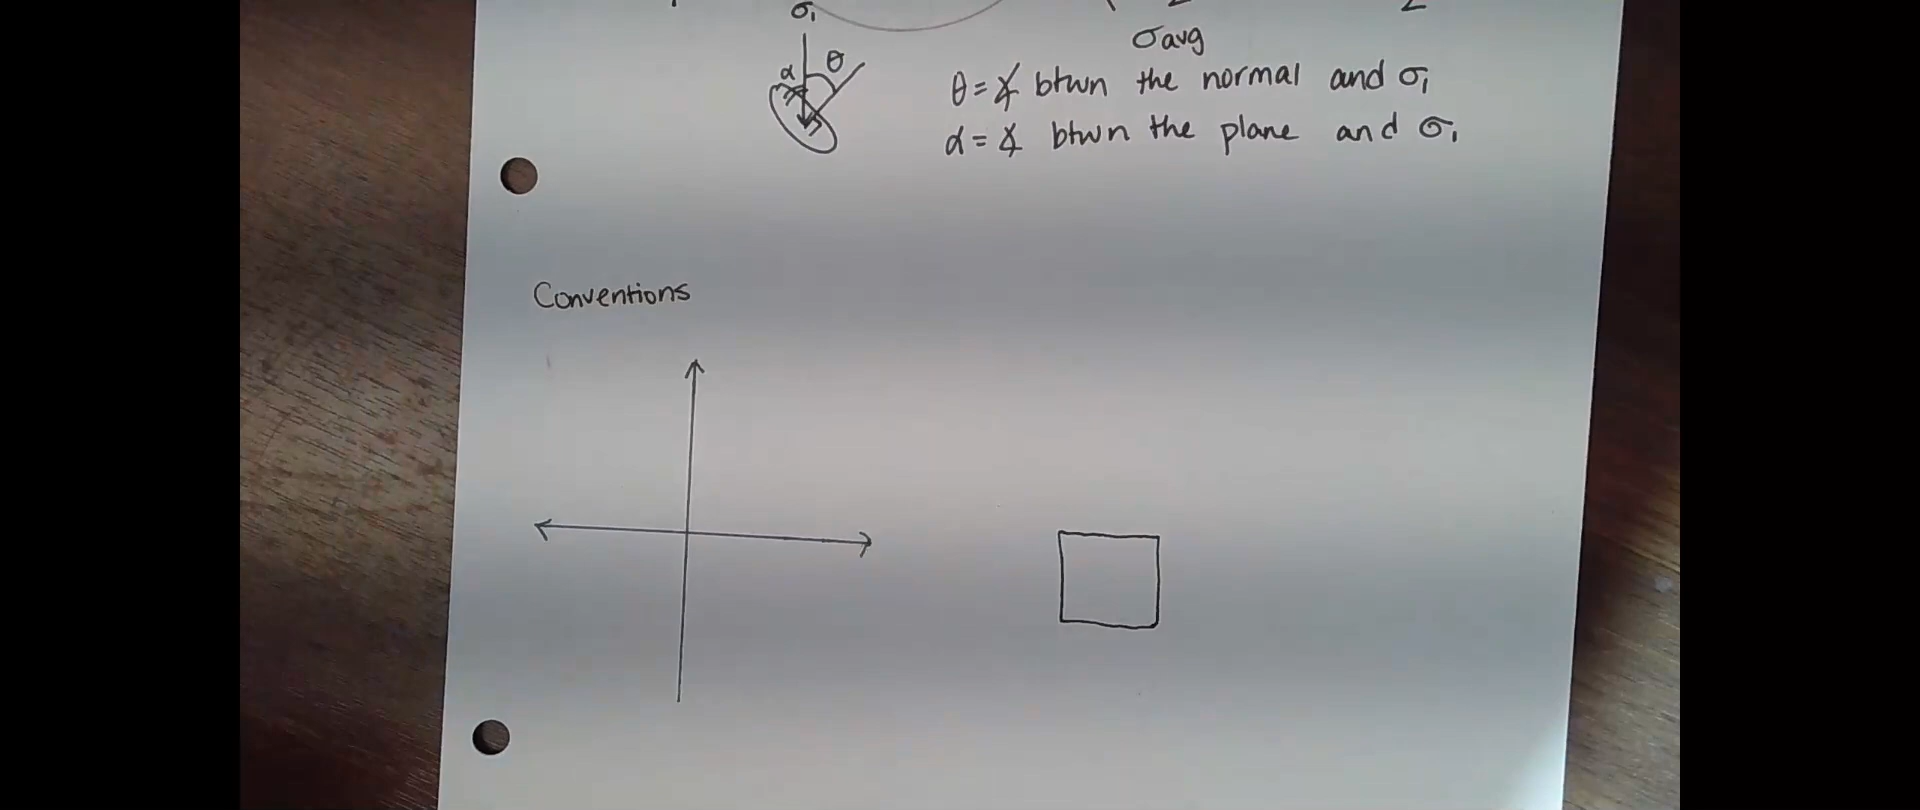 σ₁
σavg
α θ
θ = ∡ btwn the normal and σ₁
α = ∡ btwn the plane and σ₁
Conventions